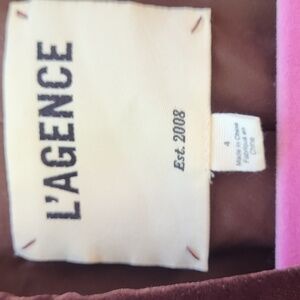 L'AGENCE
Est. 2008
4
Made in China
Fabriqué en
Chine